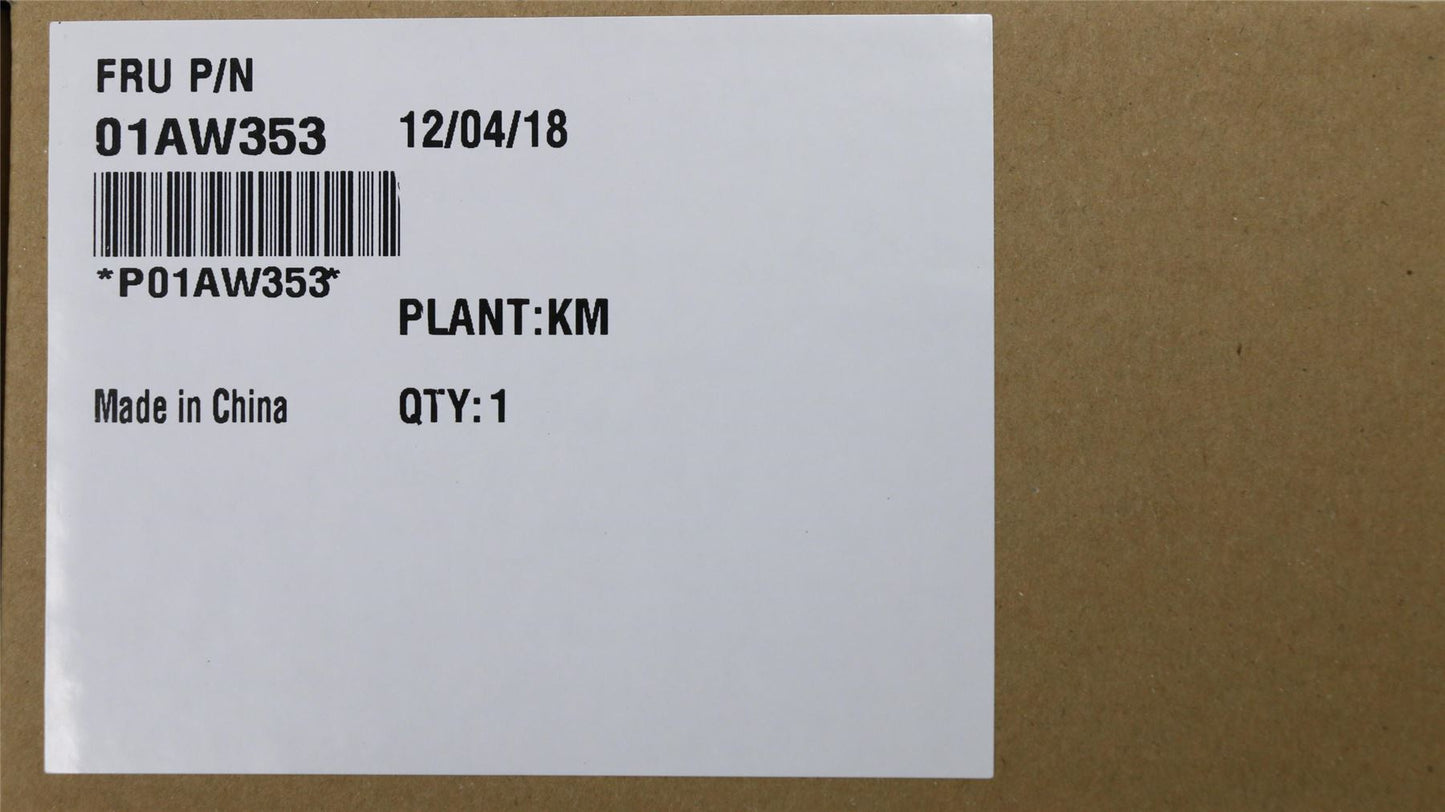 FRU P/N
01AW353 12/04/18
*P01AW353*
PLANT:KM
Made in China QTY: 1